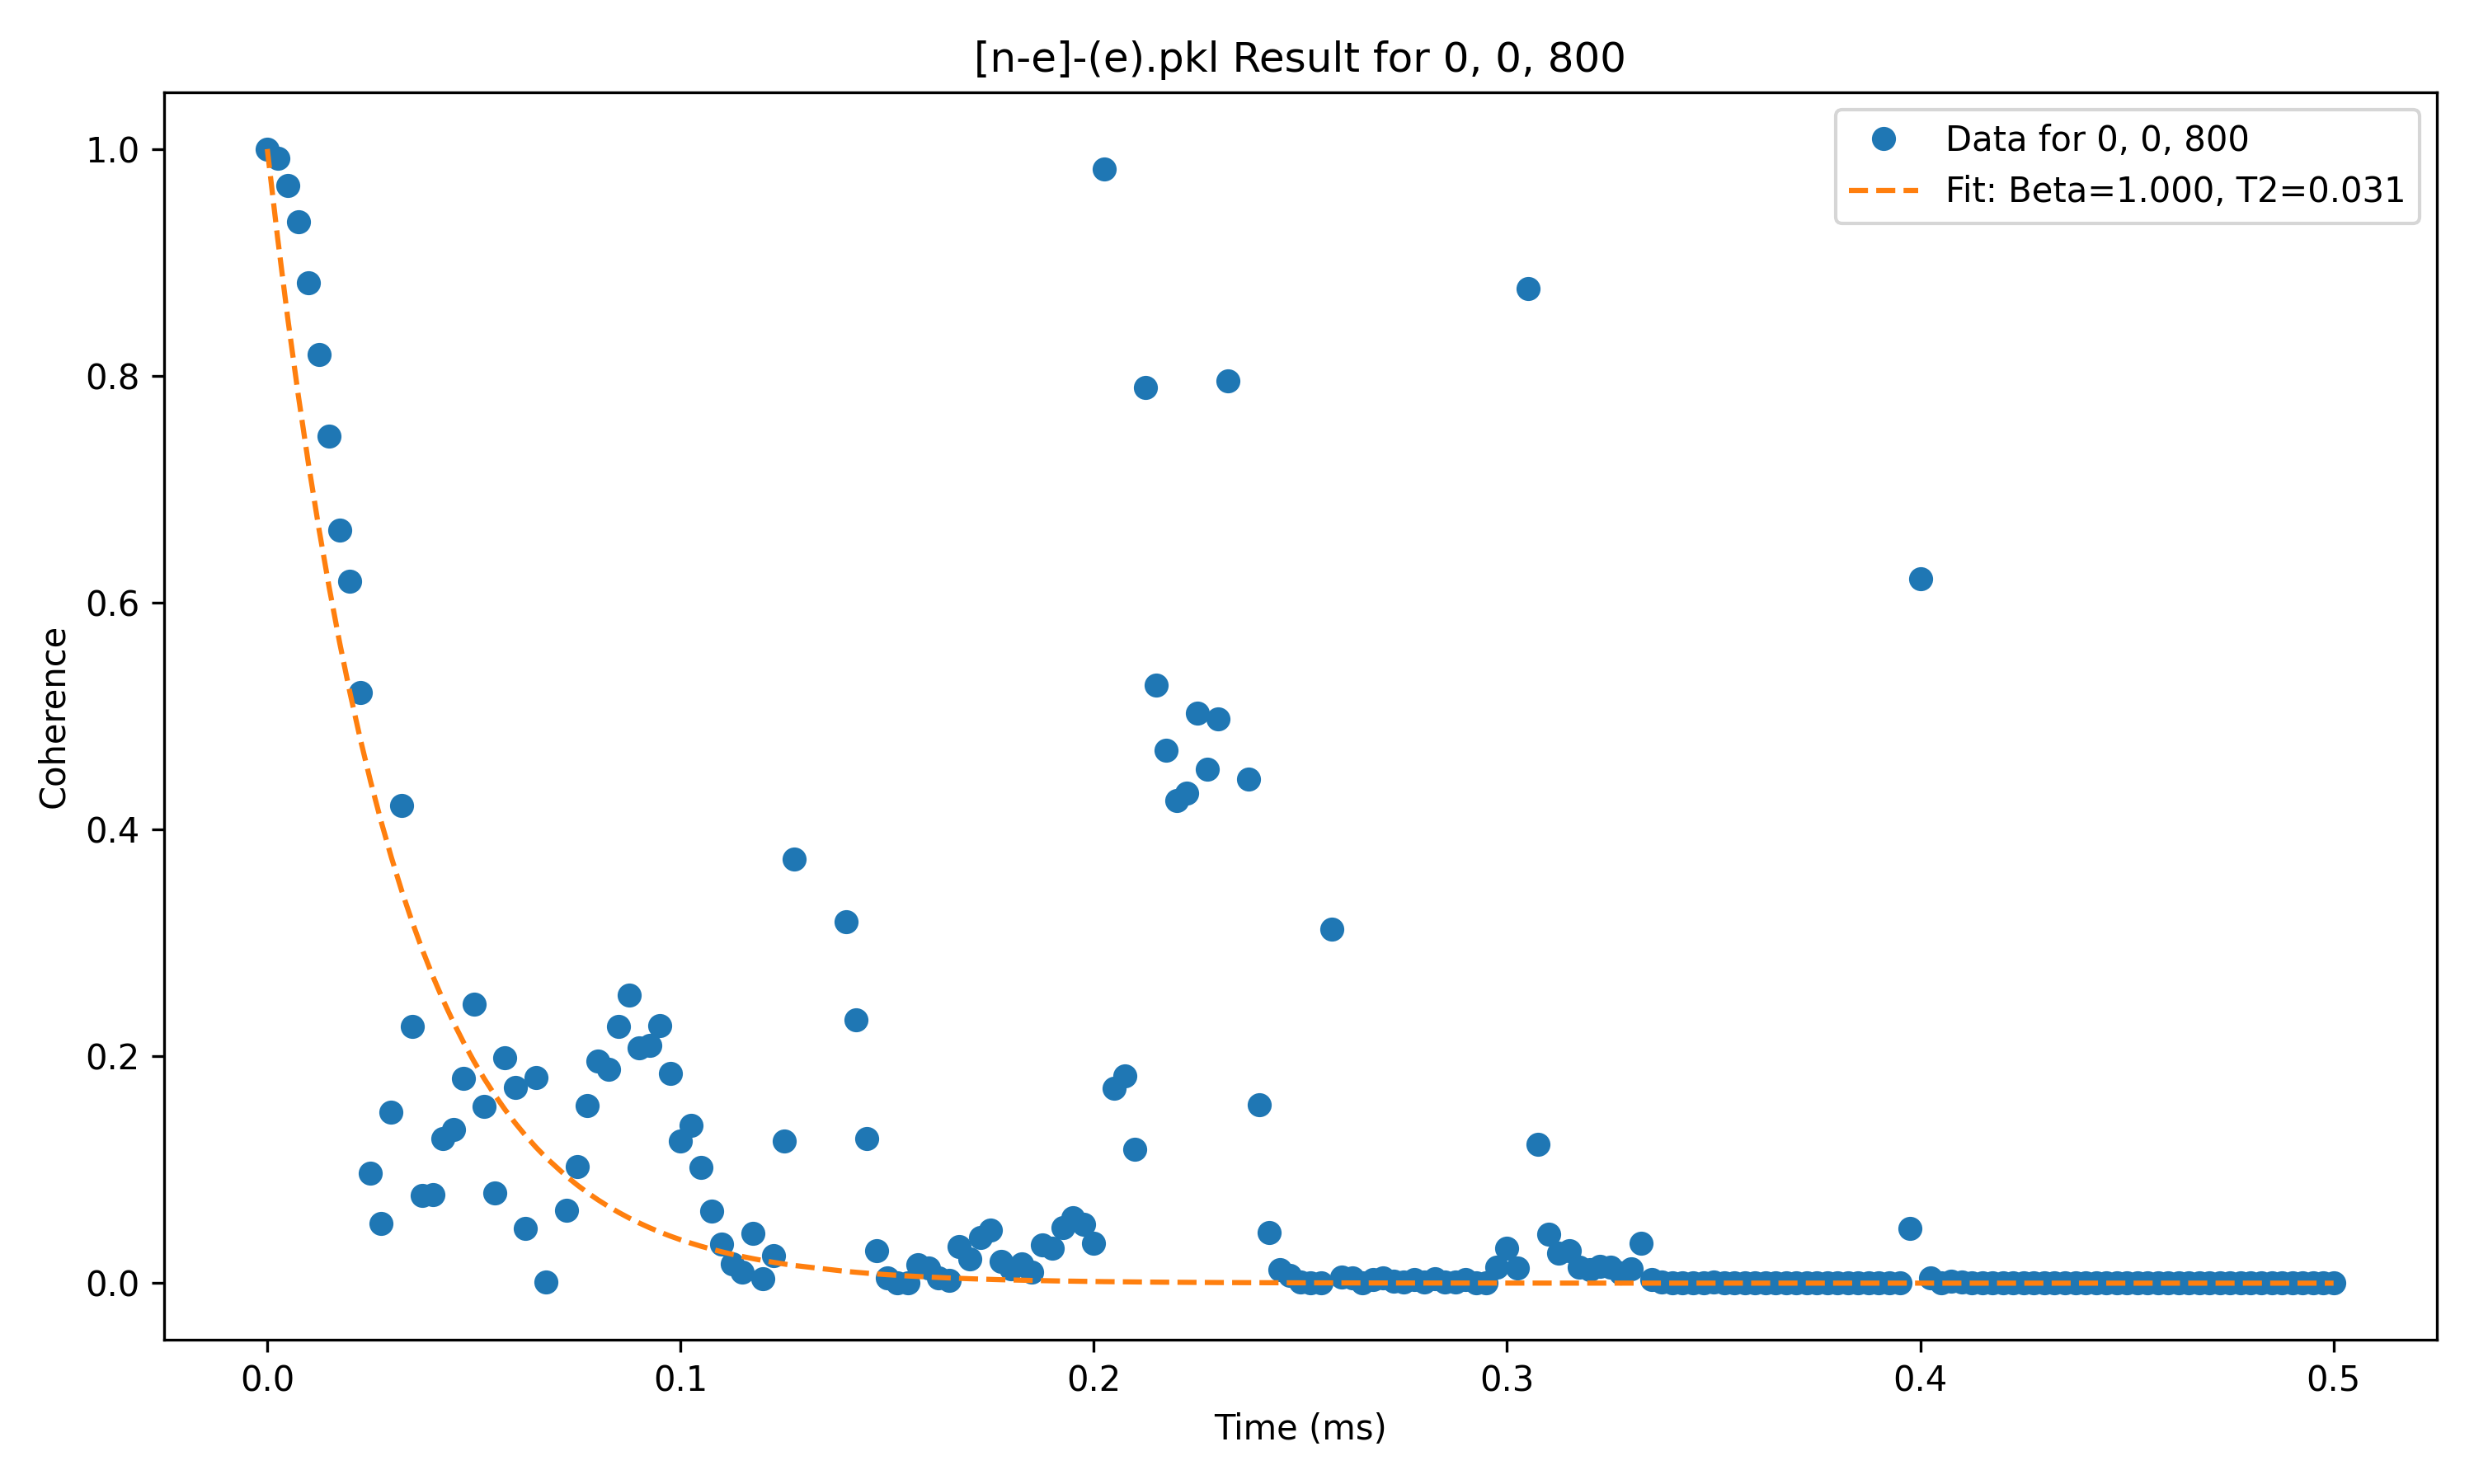 [n-e]-(e).pkl Result for 0, 0, 800
Data for 0, 0, 800
Fit: Beta=1.000, T2=0.031
1.0
0.8
0.6
0.4
0.2
0.0
Coherence
0.0 0.1 0.2 0.3 0.4 0.5
Time (ms)